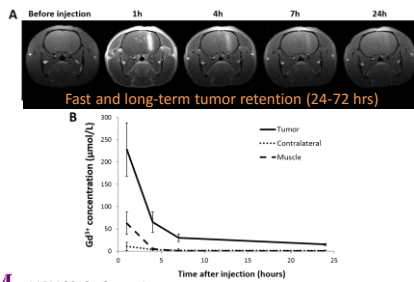 A
Before injection 1h 4h 7h 24h
Fast and long-term tumor retention (24-72 hrs)
B
300
250
200
150
100
50
0
Gd³⁺ concentration (µmol/L)
Tumor
Contralateral
Muscle
0 5 10 15 20 25
Time after injection (hours)